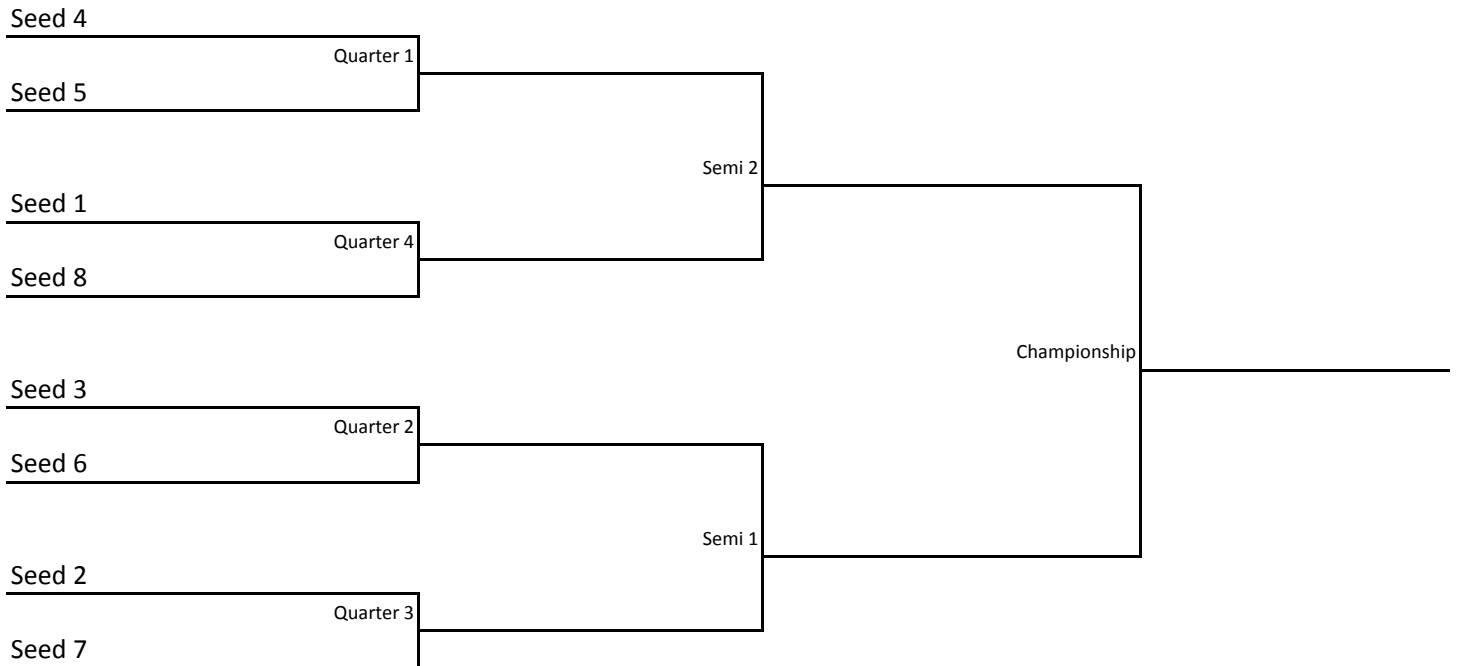 Seed 4
Quarter 1
Seed 5
Semi 2
Seed 1
Quarter 4
Seed 8
Championship
Seed 3
Quarter 2
Seed 6
Semi 1
Seed 2
Quarter 3
Seed 7